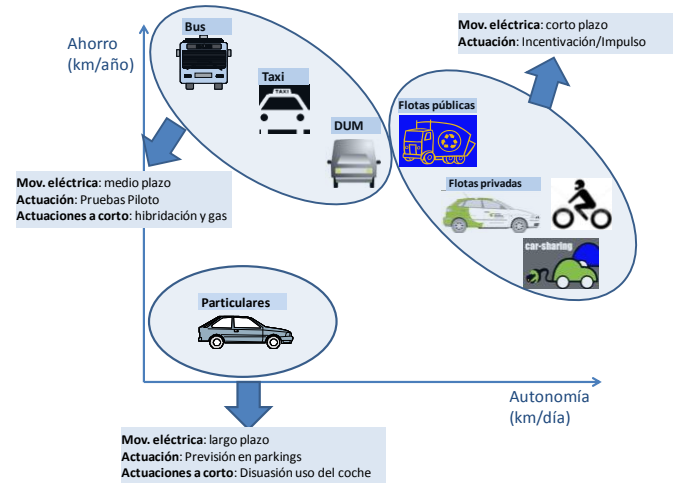 Ahorro
(km/año)
Bus
Taxi
TAXI
DUM
Mov. eléctrica: corto plazo
Actuación: Incentivación/Impulso
Flotas públicas
Flotas privadas
car-sharing
Mov. eléctrica: medio plazo
Actuación: Pruebas Piloto
Actuaciones a corto: hibridación y gas
Particulares
Autonomía
(km/día)
Mov. eléctrica: largo plazo
Actuación: Previsión en parkings
Actuaciones a corto: Disuasión uso del coche